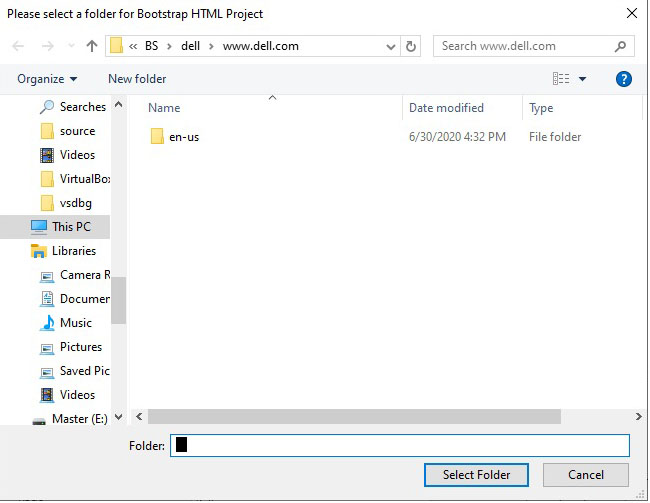 Please select a folder for Bootstrap HTML Project
« BS > dell > www.dell.com
Search www.dell.com
Organize
New folder
Name
Date modified
Type
en-us
6/30/2020 4:32 PM
File folder
Searches
source
Videos
VirtualBox
vsdbg
This PC
Libraries
Camera R
Documen
Music
Pictures
Saved Pic
Videos
Master (E:)
Folder:
Select Folder
Cancel